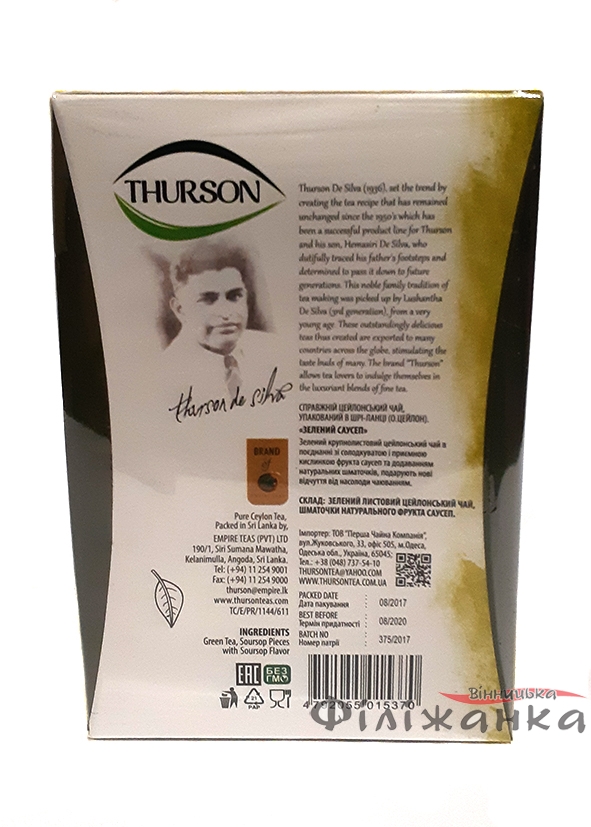 THURSON
Thurson De Silva (1936), set the trend by
creating the tea recipe that has remained
unchanged since the 1950's which has
been a successful product line for Thurson
and his son, Hemasiri De Silva, who
dutifully traced his father's footsteps and
determined to pass it down to future
generations. This noble family tradition of
tea making was picked up by Lushantha
De Silva (3rd generation), from a very
young age. These outstandingly delicious
teas thus created are exported to many
countries across the globe, stimulating the
taste buds of many. The brand "Thurson"
allows tea lovers to indulge themselves in
the luxuriant blends of fine tea.
thurson de silva
СПРАВЖНІЙ ЦЕЙЛОНСЬКИЙ ЧАЙ,
УПАКОВАНИЙ В ШРІ-ЛАНЦІ (О.ЦЕЙЛОН).
«ЗЕЛЕНИЙ САУСЕП»
Зелений крупнолистовий цейлонський чай в
поєднанні зі солодкуватою і приємною
кислинкою фрукта саусеп та додаванням
натуральних шматочків, подарують нові
відчуття від насолоди чаюванням.
СКЛАД: ЗЕЛЕНИЙ ЛИСТОВИЙ ЦЕЙЛОНСЬКИЙ ЧАЙ,
ШМАТОЧКИ НАТУРАЛЬНОГО ФРУКТА САУСЕП.
BRAND
of
Pure Ceylon Tea,
Packed in Sri Lanka by,
EMPIRE TEAS (PVT) LTD
190/1, Siri Sumana Mawatha,
Kelanimulla, Angoda, Sri Lanka.
Tel: (+94) 11 254 9001
Fax: (+94) 11 254 9000
thurson@empire.lk
www.thursonteas.com
TC/E/PR/1144/611
INGREDIENTS
Green Tea, Soursop Pieces
with Soursop Flavor
Імпортер: ТОВ "Перша Чайна Компанія",
вул.Жуковського, 33, офіс 505, м.Одеса,
Одеська обл., Україна, 65045;
Тел.: +38 (048) 737-54-10
THURSONTEA@YAHOO.COM
WWW.THURSONTEA.COM.UA
PACKED DATE
Дата пакування : 08/2017
BEST BEFORE
Термін придатності : 08/2020
BATCH NO
Номер патрії : 375/2017
EAC БЕЗ ГМО
21
PAP
4 792055 015370
Вінницька
Філіжанка